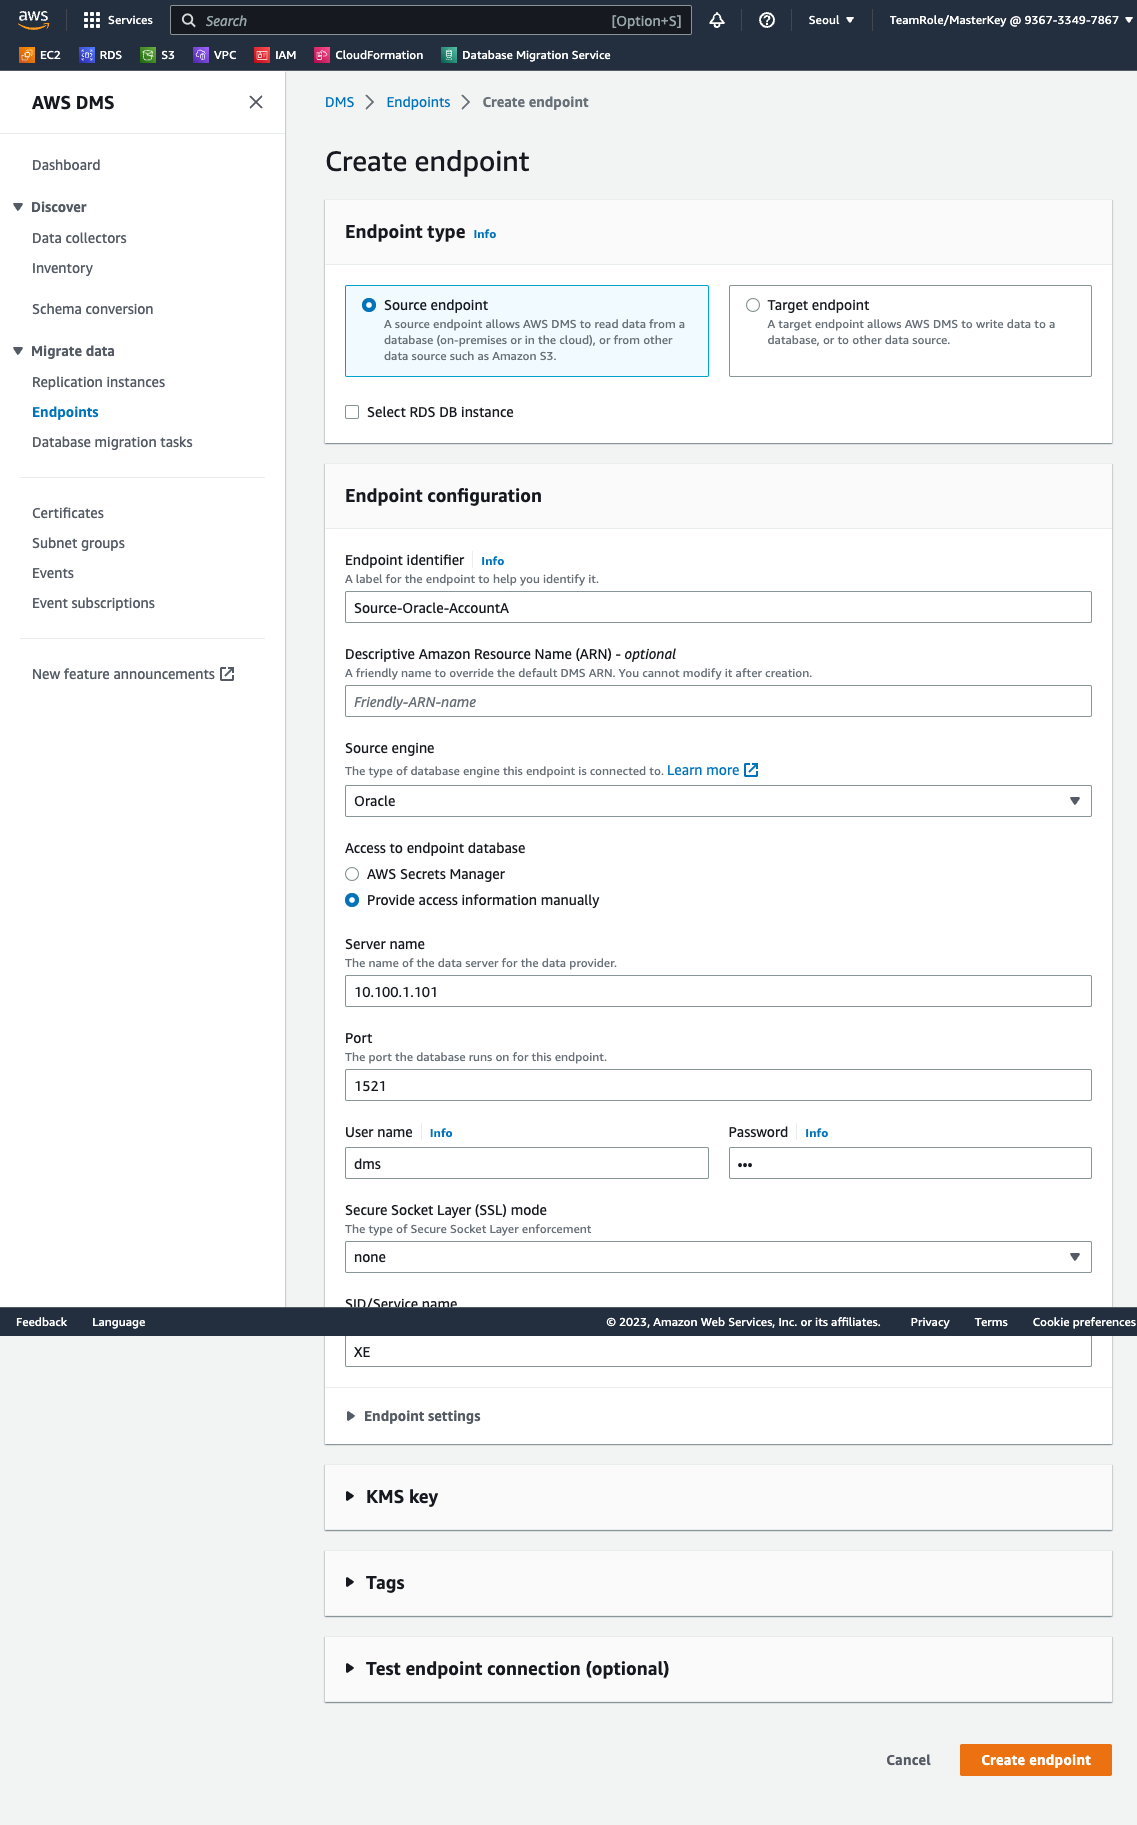 aws
Services
Search [Option+S]
Seoul
TeamRole/MasterKey @ 9367-3349-7867
EC2 RDS S3 VPC IAM CloudFormation Database Migration Service
AWS DMS
Dashboard
Discover
Data collectors
Inventory
Schema conversion
Migrate data
Replication instances
Endpoints
Database migration tasks
Certificates
Subnet groups
Events
Event subscriptions
New feature announcements
DMS Endpoints Create endpoint
Create endpoint
Endpoint type Info
Source endpoint
A source endpoint allows AWS DMS to read data from a
database (on-premises or in the cloud), or from other
data source such as Amazon S3.
Target endpoint
A target endpoint allows AWS DMS to write data to a
database, or to other data source.
Select RDS DB instance
Endpoint configuration
Endpoint identifier Info
A label for the endpoint to help you identify it.
Source-Oracle-AccountA
Descriptive Amazon Resource Name (ARN) - optional
A friendly name to override the default DMS ARN. You cannot modify it after creation.
Friendly-ARN-name
Source engine
The type of database engine this endpoint is connected to. Learn more
Oracle
Access to endpoint database
AWS Secrets Manager
Provide access information manually
Server name
The name of the data server for the data provider.
10.100.1.101
Port
The port the database runs on for this endpoint.
1521
User name Info
dms
Password Info
•••
Secure Socket Layer (SSL) mode
The type of Secure Socket Layer enforcement
none
SID/Service name
Feedback Language © 2023, Amazon Web Services, Inc. or its affiliates. Privacy Terms Cookie preferences
XE
Endpoint settings
KMS key
Tags
Test endpoint connection (optional)
Cancel Create endpoint